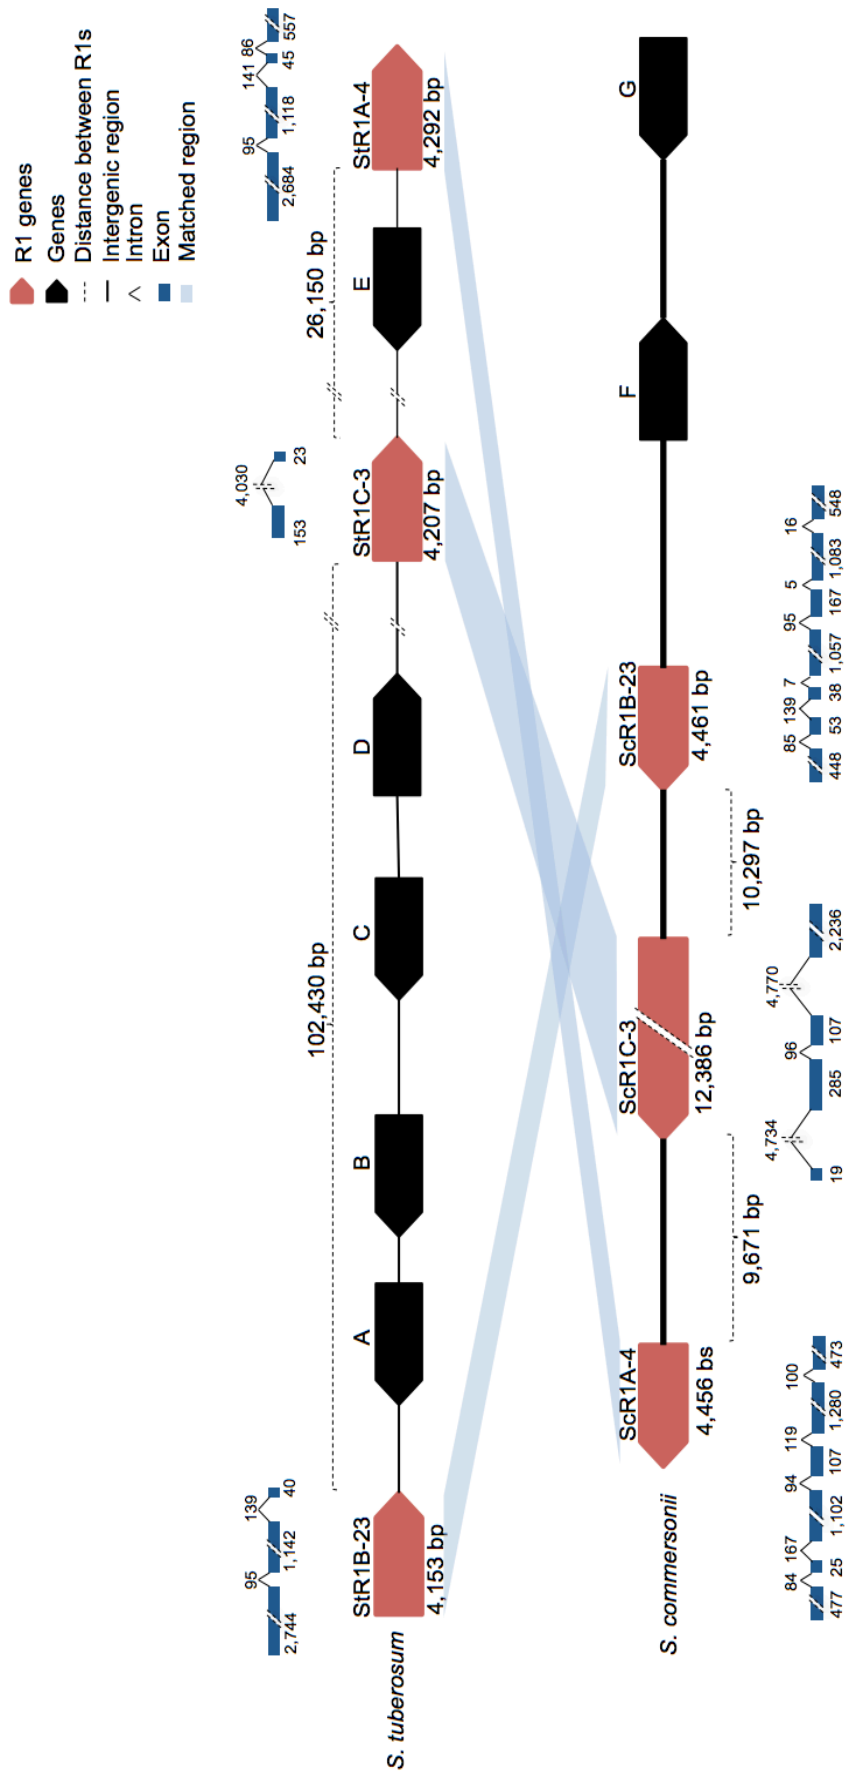 R1 genes
Genes
Distance between R1s
Intergenic region
Intron
Exon
Matched region
95 139
2,744 1,142 40
4,030
153 23
95 141 86
2,684 1,118 45 557
102,430 bp
26,150 bp
StR1B-23 A B C D StR1C-3 E StR1A-4
4,153 bp 4,207 bp 4,292 bp
S. tuberosum
ScR1A-4 ScR1C-3 ScR1B-23 F G
4,456 bs 12,386 bp 4,461 bp
S. commersonii
9,671 bp 10,297 bp
84 167 94 119 100
477 25 1,102 107 1,280 473
4,734 96 4,770
19 285 107 2,236
85 139 7 95 5 16
448 53 38 1,057 167 1,083 548